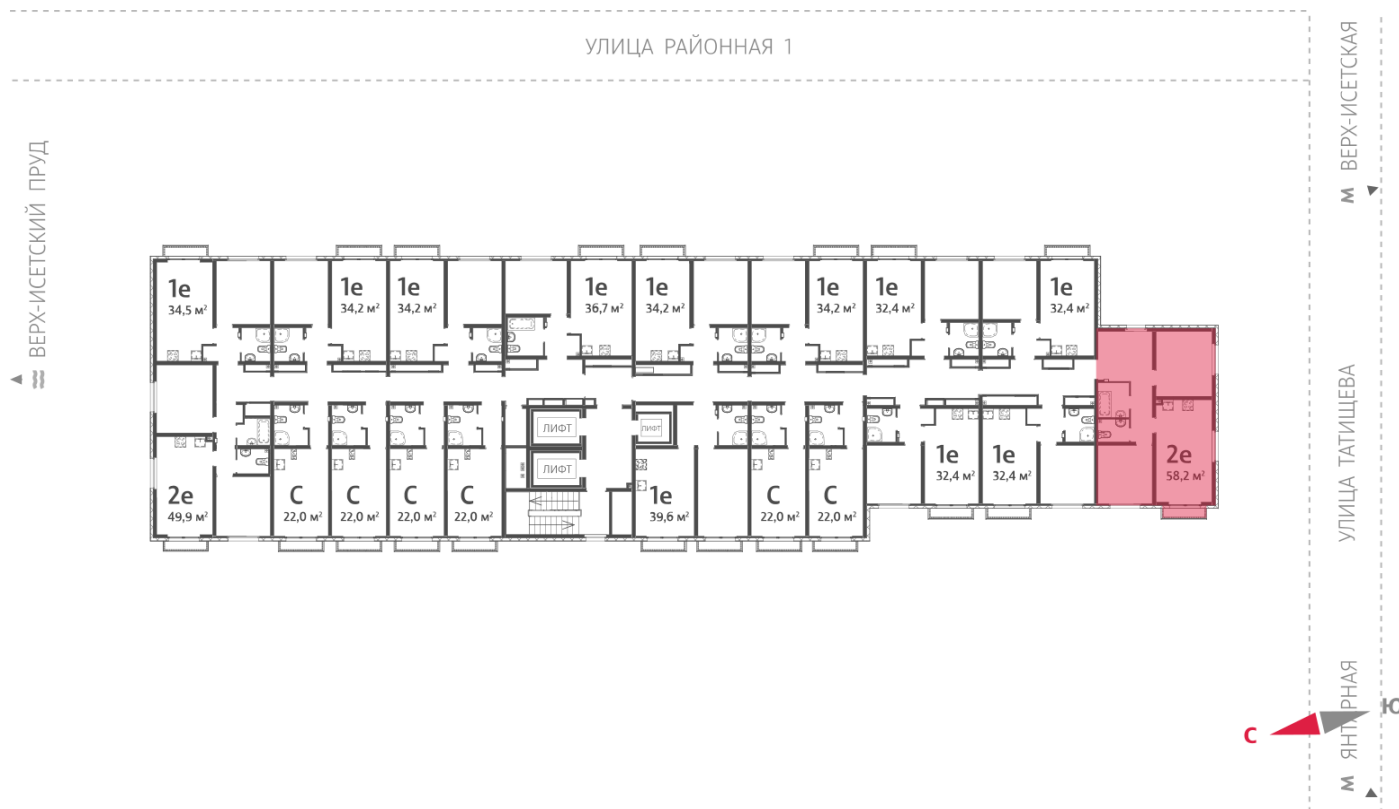 УЛИЦА РАЙОННАЯ 1
М ВЕРХ-ИСЕТСКАЯ
ВЕРХ-ИСЕТСКИЙ ПРУД
1е
34,5 м²
1е
34,2 м²
1е
34,2 м²
1е
36,7 м²
1е
34,2 м²
1е
34,2 м²
1е
32,4 м²
1е
32,4 м²
УЛИЦА ТАТИЩЕВА
ЛИФТ
ЛИФТ
ЛИФТ
2е
49,9 м²
С
22,0 м²
С
22,0 м²
С
22,0 м²
С
22,0 м²
1е
39,6 м²
С
22,0 м²
С
22,0 м²
1е
32,4 м²
1е
32,4 м²
2е
58,2 м²
С
Ю
М ЯНТАРНАЯ